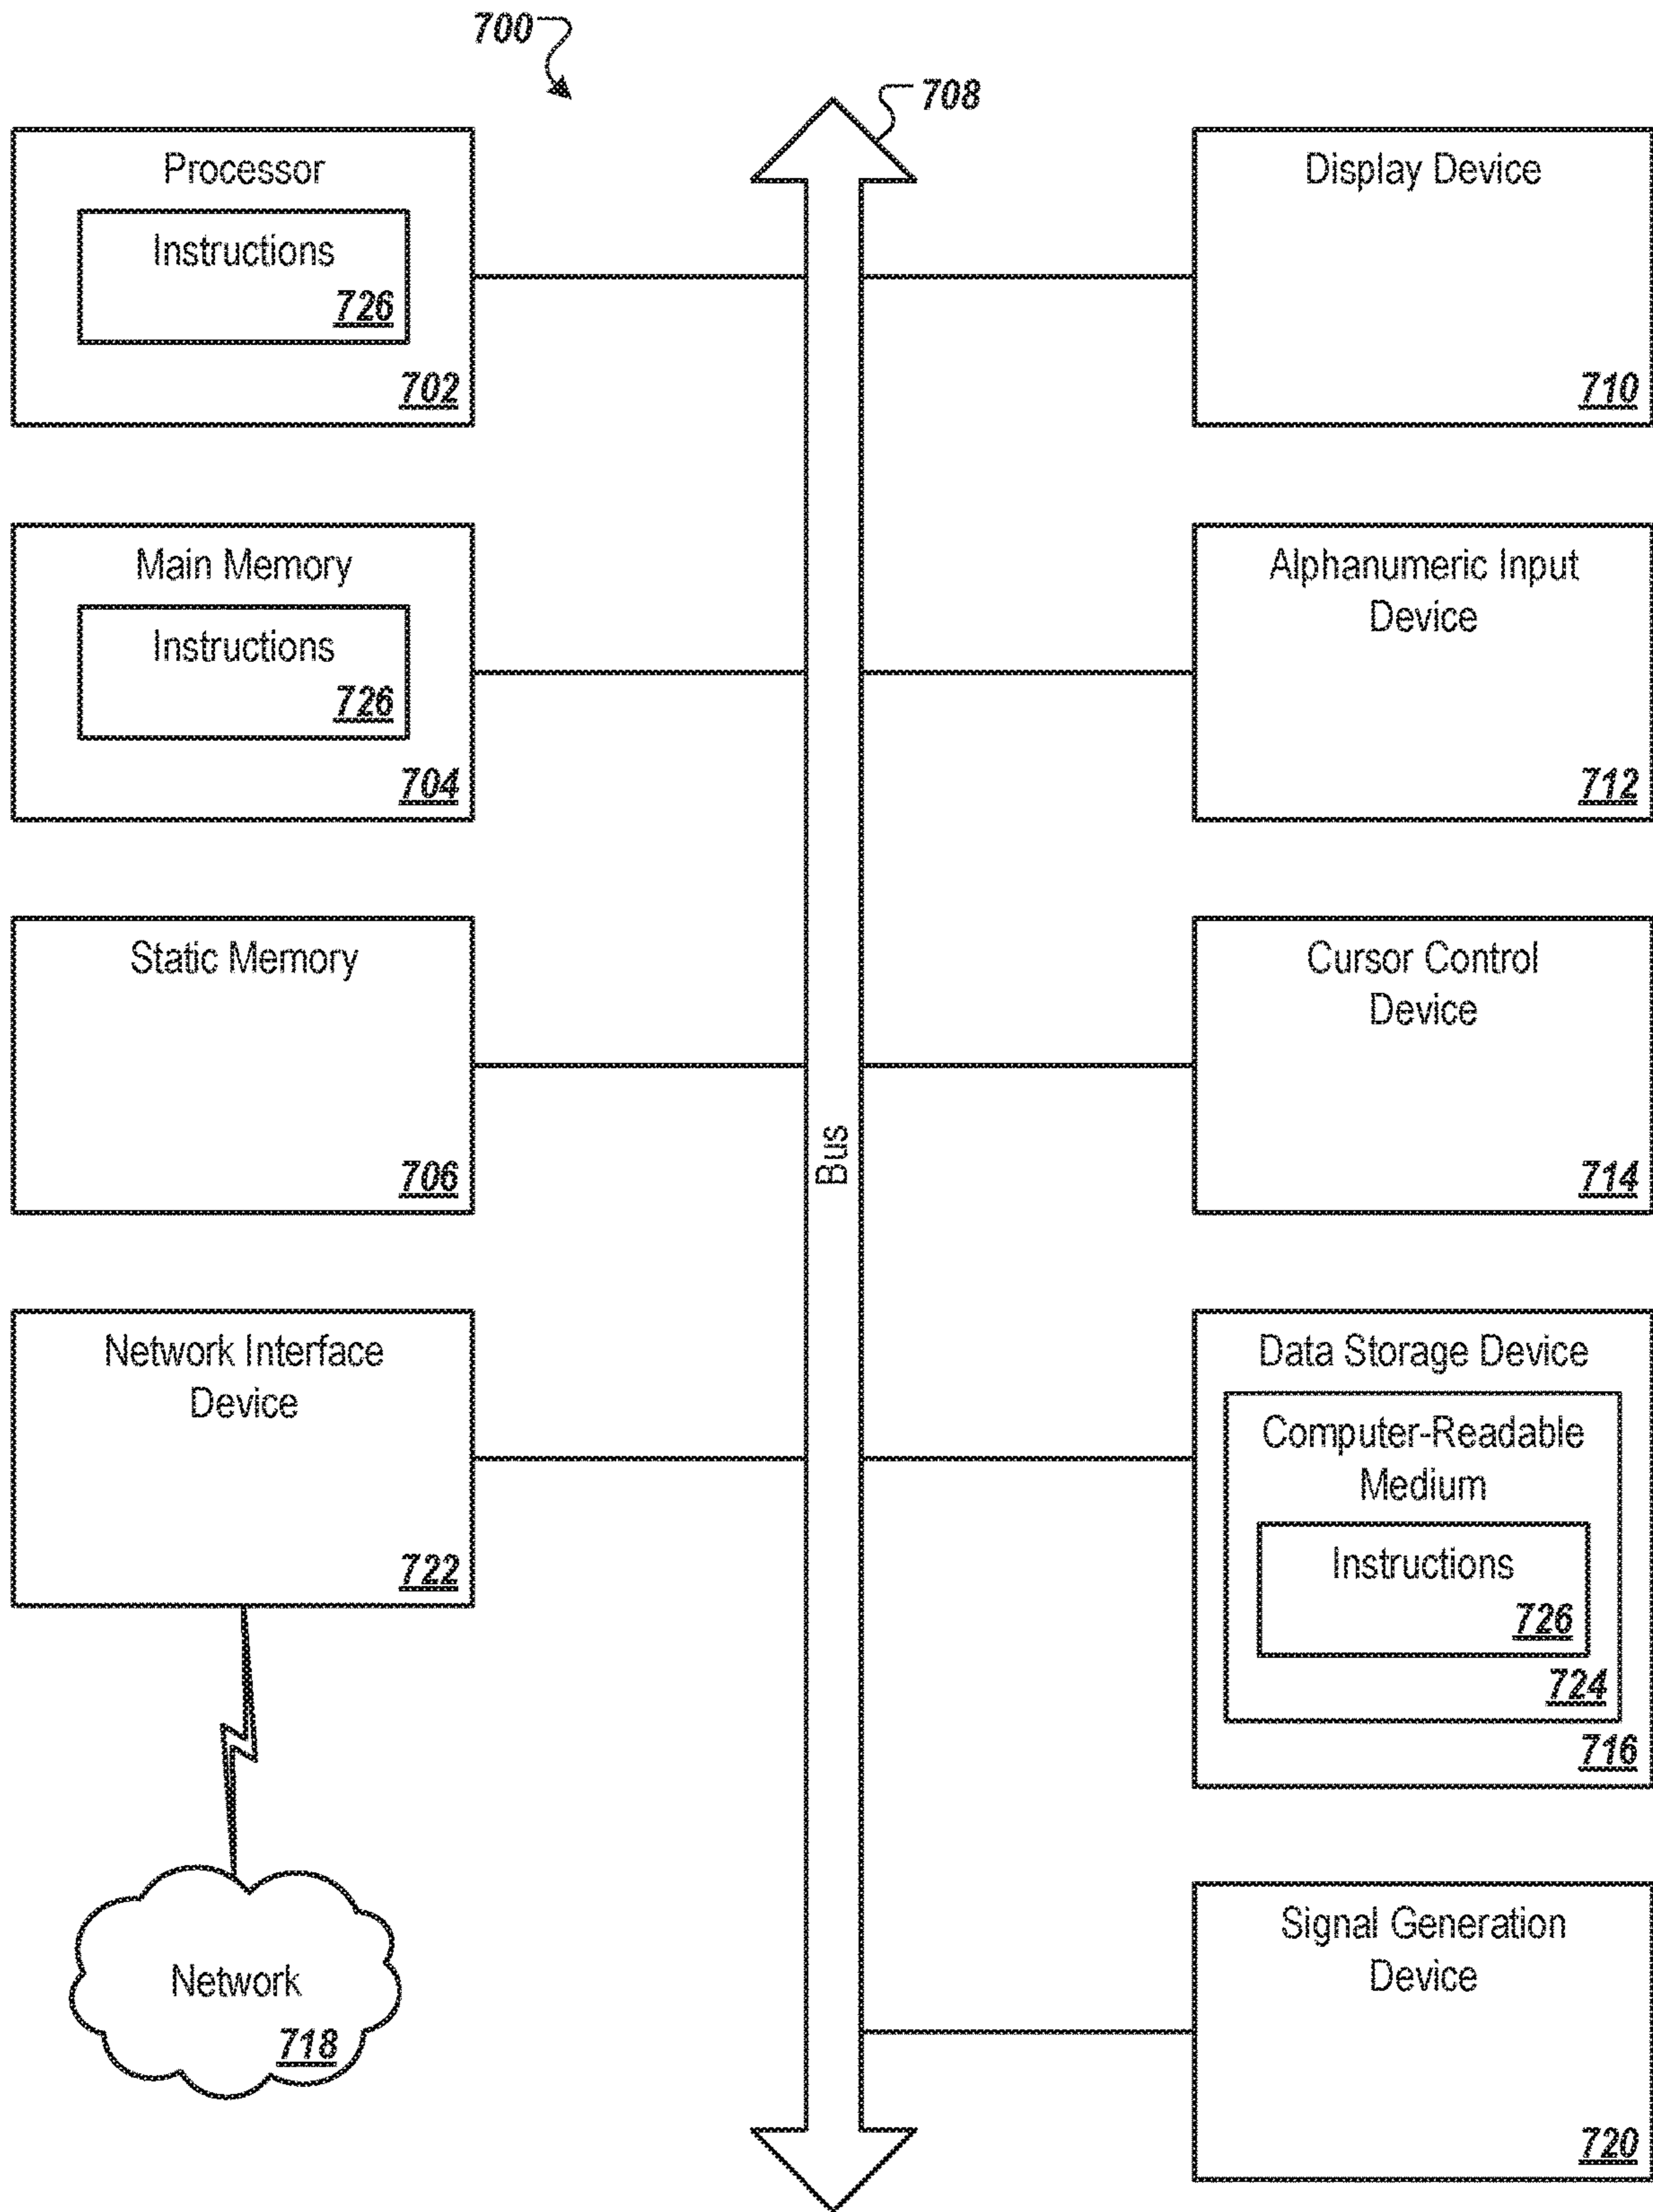 700
708
Processor
Instructions
726
702
Main Memory
Instructions
726
704
Static Memory
706
Network Interface
Device
722
Network
718
Bus
Display Device
710
Alphanumeric Input
Device
712
Cursor Control
Device
714
Data Storage Device
Computer-Readable
Medium
Instructions
726
724
716
Signal Generation
Device
720